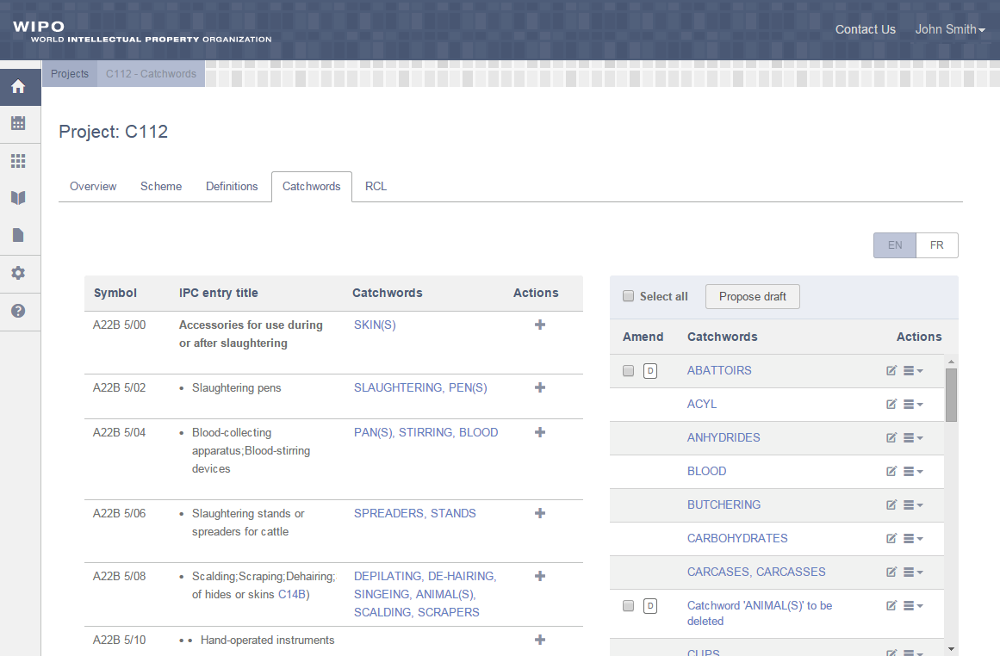 WIPO
WORLD INTELLECTUAL PROPERTY ORGANIZATION
Contact Us
John Smith
Projects
C112 - Catchwords
Project: C112
Overview
Scheme
Definitions
Catchwords
RCL
EN
FR
Symbol
IPC entry title
Catchwords
Actions
A22B 5/00
Accessories for use during
or after slaughtering
SKIN(S)
A22B 5/02
• Slaughtering pens
SLAUGHTERING, PEN(S)
A22B 5/04
• Blood-collecting
apparatus;Blood-stirring
devices
PAN(S), STIRRING, BLOOD
A22B 5/06
• Slaughtering stands or
spreaders for cattle
SPREADERS, STANDS
A22B 5/08
• Scalding;Scraping;Dehairing;
of hides or skins C14B)
DEPILATING, DE-HAIRING,
SINGEING, ANIMAL(S),
SCALDING, SCRAPERS
A22B 5/10
• • Hand-operated instruments
Select all
Propose draft
Amend
Catchwords
Actions
D
ABATTOIRS
ACYL
ANHYDRIDES
BLOOD
BUTCHERING
CARBOHYDRATES
CARCASES, CARCASSES
D
Catchword 'ANIMAL(S)' to be
deleted
CLIPS